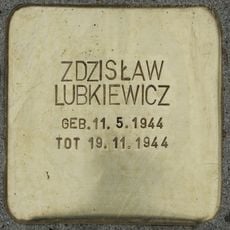 ZDZISŁAW
LUBKIEWICZ
GEB. 11. 5. 1944
TOT 19. 11. 1944